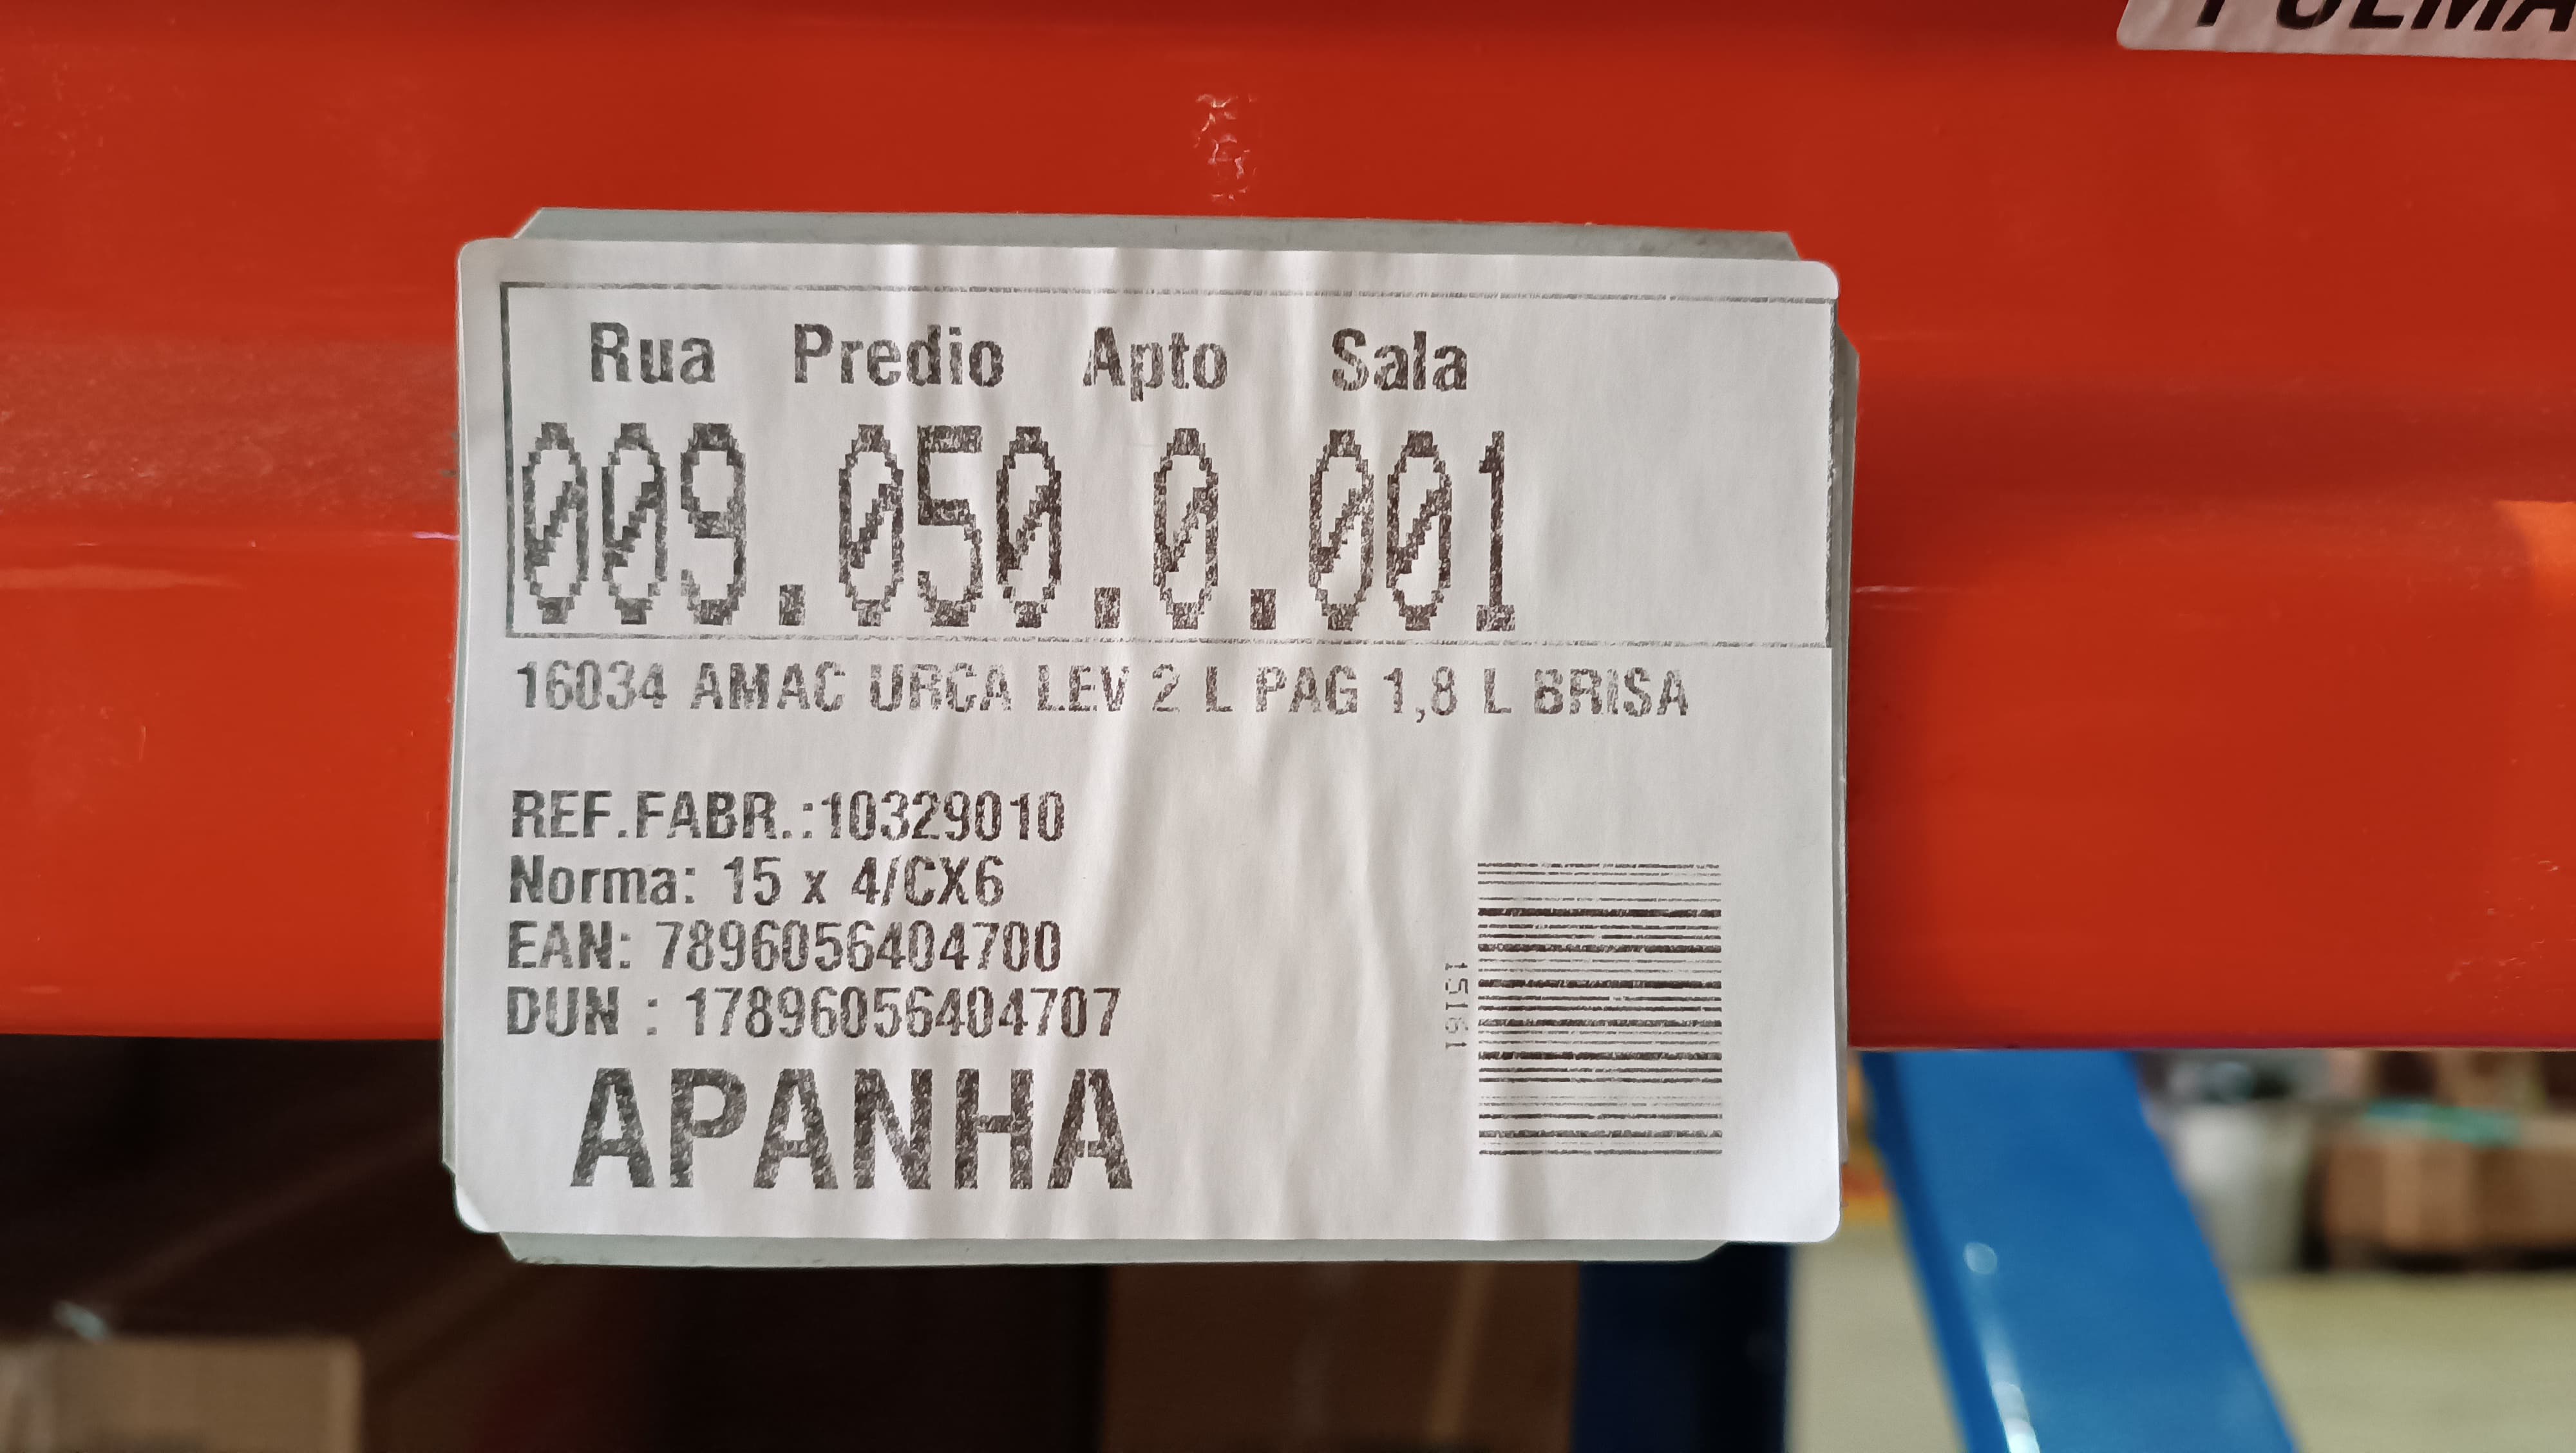 Rua Predio Apto Sala
009.050.0.001
16034 AMAC URCA LEV 2 L PAG 1,8 L BRISA
REF.FABR.:10329010
Norma: 15 x 4/CX6
EAN: 7896056404700
DUN : 17896056404707
APANHA
15161